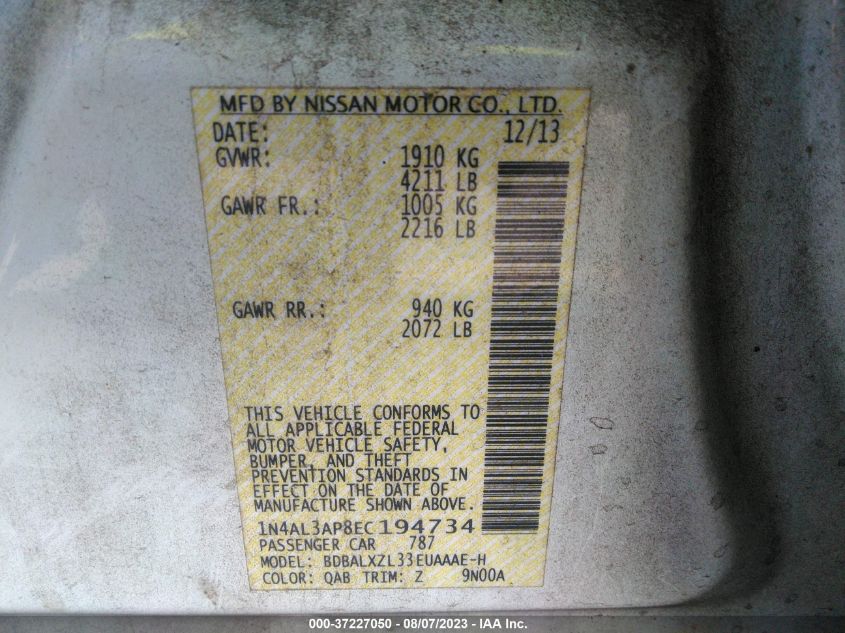 MFD BY NISSAN MOTOR CO., LTD.
DATE: 12/13
GVWR: 1910 KG
4211 LB
GAWR FR.: 1005 KG
2216 LB
GAWR RR.: 940 KG
2072 LB
THIS VEHICLE CONFORMS TO
ALL APPLICABLE FEDERAL
MOTOR VEHICLE SAFETY,
BUMPER, AND THEFT
PREVENTION STANDARDS IN
EFFECT ON THE DATE OF
MANUFACTURE SHOWN ABOVE.
1N4AL3AP8EC194734
PASSENGER CAR 787
MODEL: BDBALXZL33EUAAAE-H
COLOR: QAB TRIM: Z 9N00A
000-37227050 - 08/07/2023 - IAA Inc.